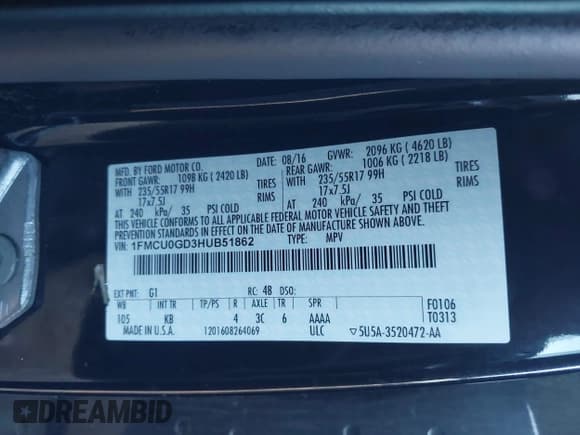 MFD. BY FORD MOTOR CO. DATE 08/16 GVWR: 2096 KG ( 4620 LB)
FRONT GAWR: 1098 KG ( 2420 LB) REAR GAWR: 1006 KG ( 2218 LB)
WITH 235/55R17 99H TIRES WITH 235/55R17 99H TIRES
17x7.5J RIMS 17x7.5J RIMS
AT 240 kPa/ 35 PSI COLD AT 240 kPa/ 35 PSI COLD
THIS VEHICLE CONFORMS TO ALL APPLICABLE FEDERAL MOTOR VEHICLE SAFETY AND THEFT
PREVENTION STANDARDS IN EFFECT ON THE DATE OF MANUFACTURE SHOWN ABOVE.
VIN: 1FMCU0GD3HUB51862 TYPE: MPV
EXT PNT: G1 RC: 4B DSO: F0106
WB INT TR TP/PS R AXLE TR SPR T0313
105 KB 4 3C 6 AAAA
MADE IN U.S.A. 1201608264069 ULC ▽5U5A-3520472-AA
DREAMBID